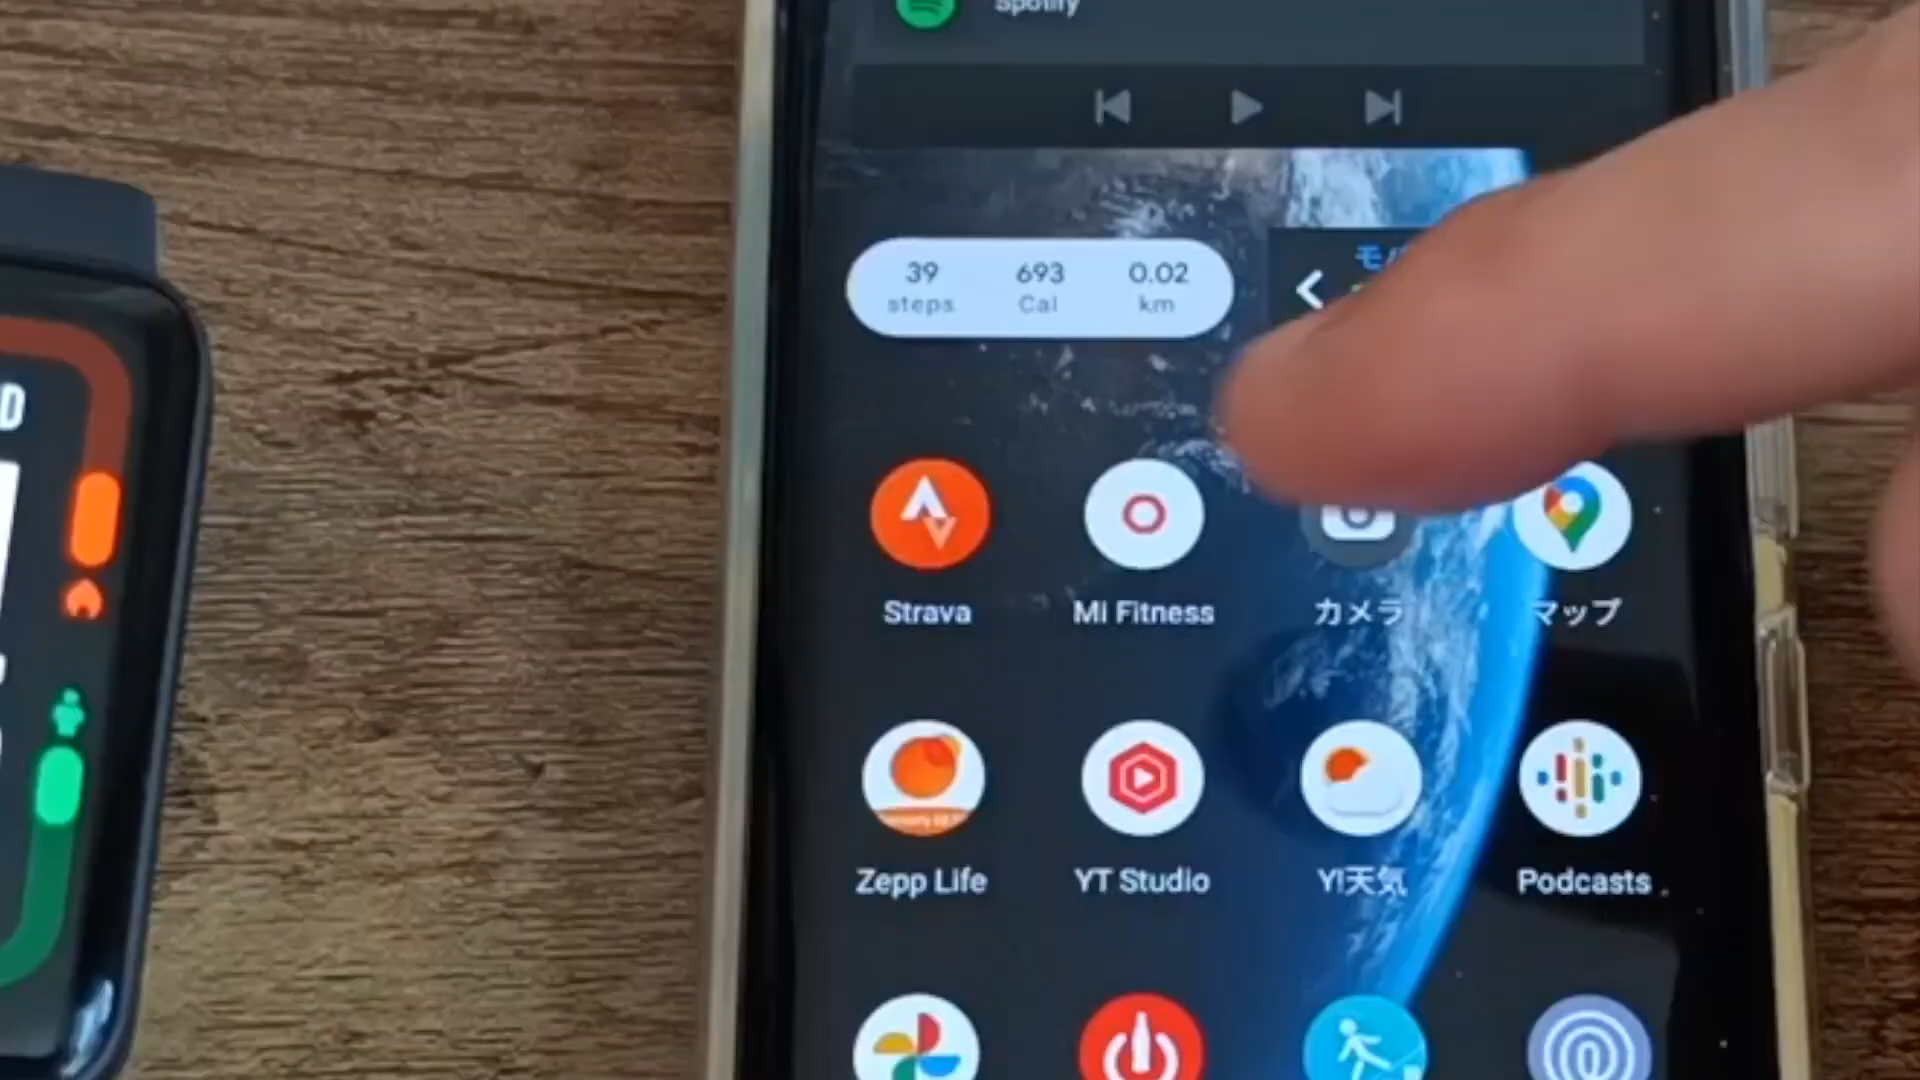 Spotify
39 693 0.02
steps Cal km
Strava Mi Fitness カメラ マップ
Zepp Life YT Studio Y!天気 Podcasts